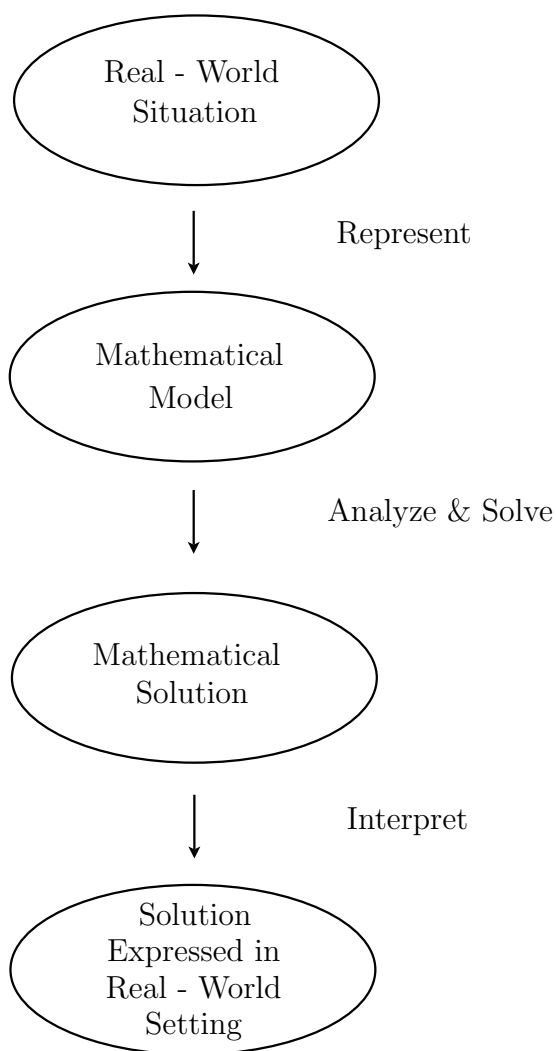 Real - World
Situation
Represent
Mathematical
Model
Analyze & Solve
Mathematical
Solution
Interpret
Solution
Expressed in
Real - World
Setting